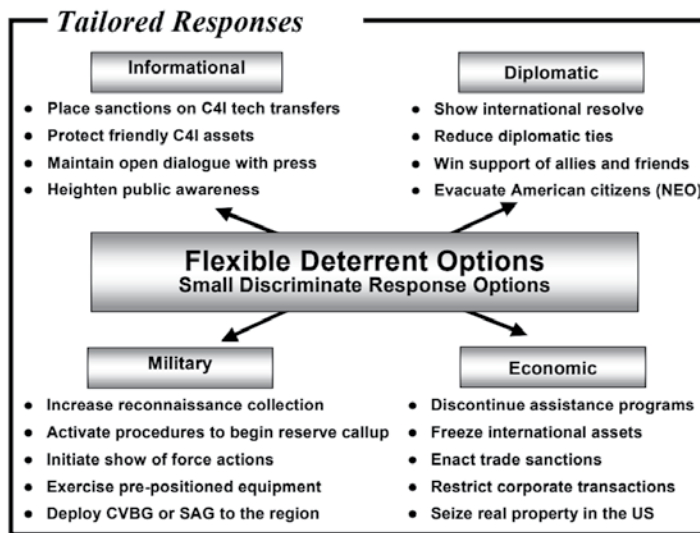 Tailored Responses
Informational
● Place sanctions on C4I tech transfers
● Protect friendly C4I assets
● Maintain open dialogue with press
● Heighten public awareness
Diplomatic
● Show international resolve
● Reduce diplomatic ties
● Win support of allies and friends
● Evacuate American citizens (NEO)
Flexible Deterrent Options
Small Discriminate Response Options
Military
● Increase reconnaissance collection
● Activate procedures to begin reserve callup
● Initiate show of force actions
● Exercise pre-positioned equipment
● Deploy CVBG or SAG to the region
Economic
● Discontinue assistance programs
● Freeze international assets
● Enact trade sanctions
● Restrict corporate transactions
● Seize real property in the US